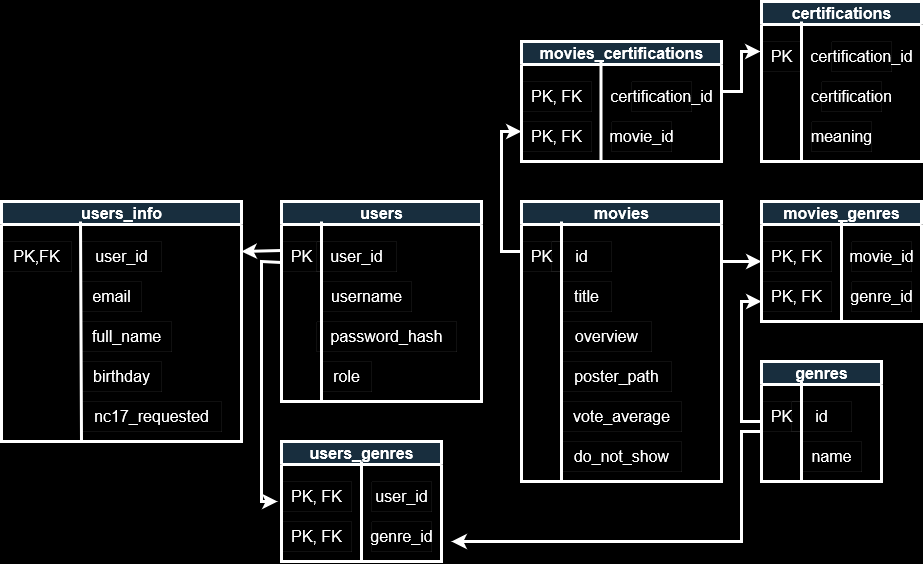 certifications
PK certification_id
certification
meaning
movies_certifications
PK, FK certification_id
PK, FK movie_id
users_info
PK,FK user_id
email
full_name
birthday
nc17_requested
users
PK user_id
username
password_hash
role
movies
PK id
title
overview
poster_path
vote_average
do_not_show
movies_genres
PK, FK movie_id
PK, FK genre_id
genres
PK id
name
users_genres
PK, FK user_id
PK, FK genre_id